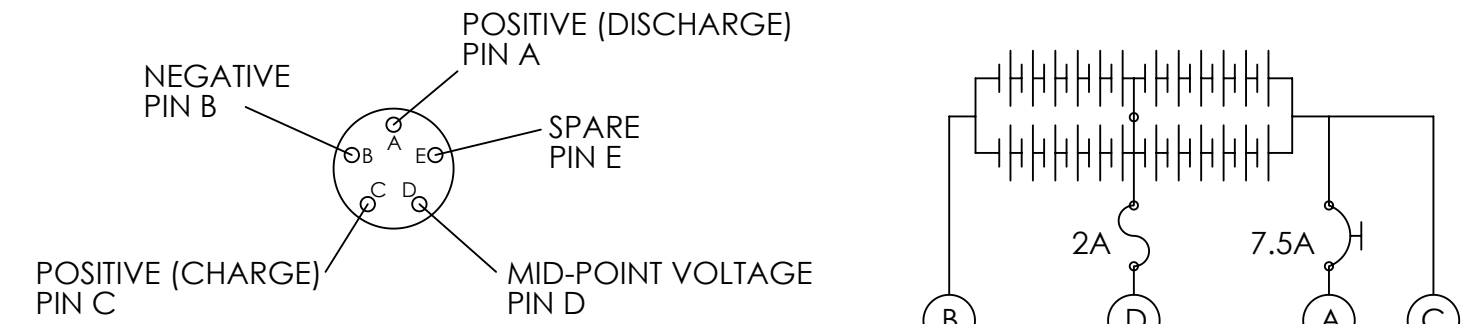 POSITIVE (DISCHARGE)
PIN A
NEGATIVE
PIN B
SPARE
PIN E
A
B
E
C
D
POSITIVE (CHARGE)
PIN C
MID-POINT VOLTAGE
PIN D
2A
7.5A
B
D
A
C